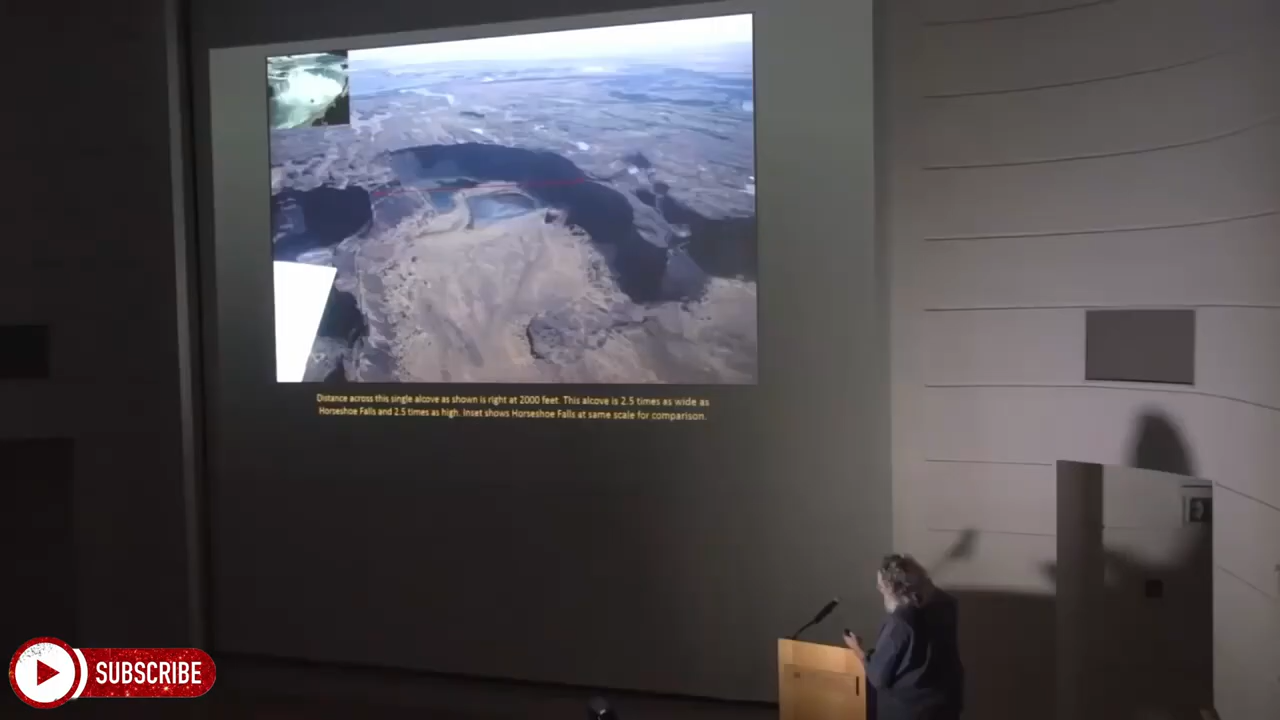 Distance across this single alcove as shown is right at 2000 feet. This alcove is 2.5 times as wide as
Horseshoe Falls and 2.5 times as high. Inset shows Horseshoe Falls at same scale for comparison.
SUBSCRIBE